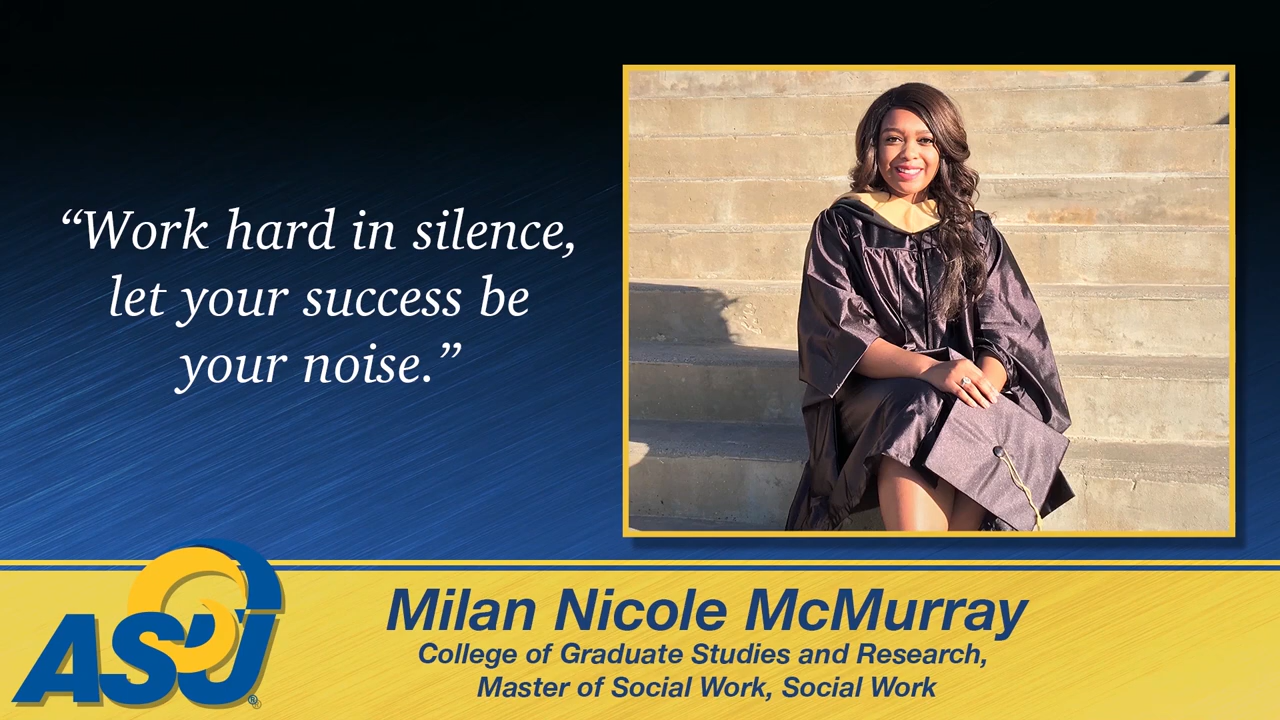 “Work hard in silence,
let your success be
your noise.”
ASU
®
Milan Nicole McMurray
College of Graduate Studies and Research,
Master of Social Work, Social Work